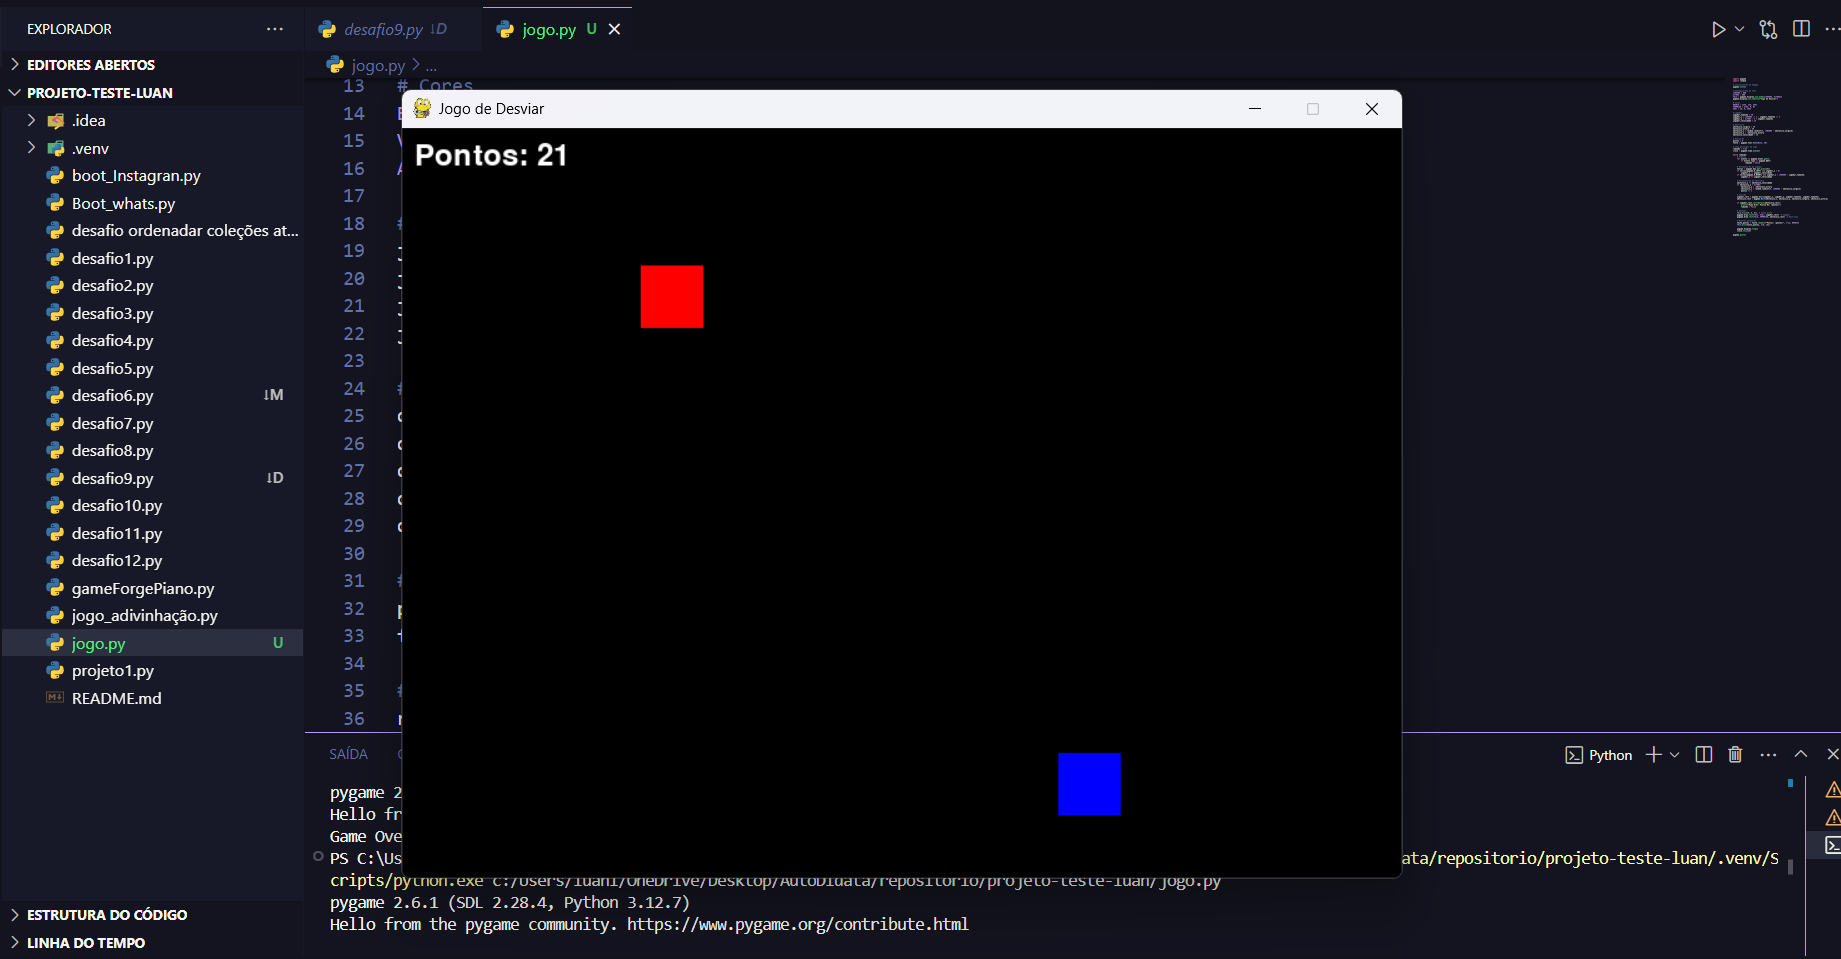 EXPLORADOR
EDITORES ABERTOS
PROJETO-TESTE-LUAN
.idea
.venv
boot_Instagran.py
Boot_whats.py
desafio ordenadar coleções at...
desafio1.py
desafio2.py
desafio3.py
desafio4.py
desafio5.py
desafio6.py ↓M
desafio7.py
desafio8.py
desafio9.py ↓D
desafio10.py
desafio11.py
desafio12.py
gameForgePiano.py
jogo_adivinhação.py
jogo.py U
projeto1.py
README.md
ESTRUTURA DO CÓDIGO
LINHA DO TEMPO
desafio9.py ↓D
jogo.py U
jogo.py > ...
13 # Cores
14
15
16
17
18 #
19
20
21
22
23
24 #
25
26
27
28
29
30
31 #
32
33
34
35 #
36
Jogo de Desviar
Pontos: 21
SAÍDA
Python
pygame 2
Hello fr
Game Ove
PS C:\Us ata/repositorio/projeto-teste-luan/.venv/S
cripts/python.exe c:/Users/luani/OneDrive/Desktop/AutoDidata/repositorio/projeto-teste-luan/jogo.py
pygame 2.6.1 (SDL 2.28.4, Python 3.12.7)
Hello from the pygame community. https://www.pygame.org/contribute.html